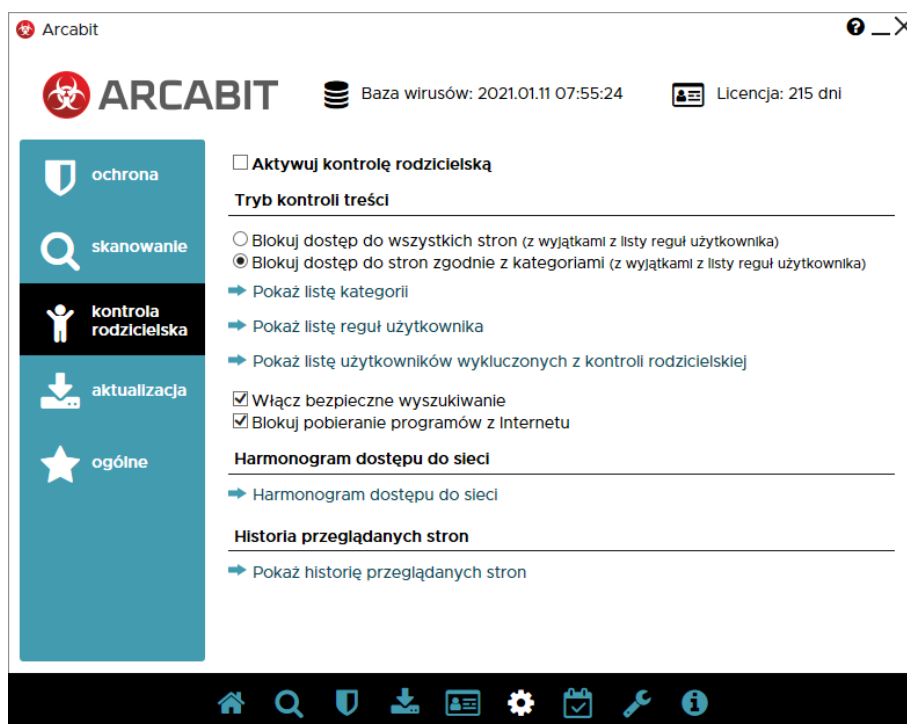 Arcabit
ARCABIT
Baza wirusów: 2021.01.11 07:55:24
Licencja: 215 dni
ochrona
skanowanie
kontrola
rodzicielska
aktualizacja
ogólne
Aktywuj kontrolę rodzicielską
Tryb kontroli treści
Blokuj dostęp do wszystkich stron (z wyjątkami z listy reguł użytkownika)
Blokuj dostęp do stron zgodnie z kategoriami (z wyjątkami z listy reguł użytkownika)
Pokaż listę kategorii
Pokaż listę reguł użytkownika
Pokaż listę użytkowników wykluczonych z kontroli rodzicielskiej
Włącz bezpieczne wyszukiwanie
Blokuj pobieranie programów z Internetu
Harmonogram dostępu do sieci
Harmonogram dostępu do sieci
Historia przeglądanych stron
Pokaż historię przeglądanych stron